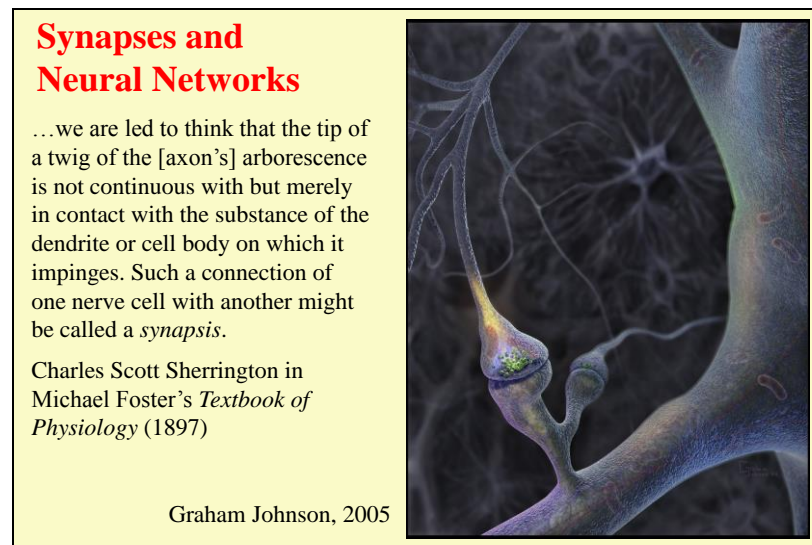 Synapses and
Neural Networks
…we are led to think that the tip of
a twig of the [axon’s] arborescence
is not continuous with but merely
in contact with the substance of the
dendrite or cell body on which it
impinges. Such a connection of
one nerve cell with another might
be called a synapsis.
Charles Scott Sherrington in
Michael Foster’s Textbook of
Physiology (1897)
Graham Johnson, 2005